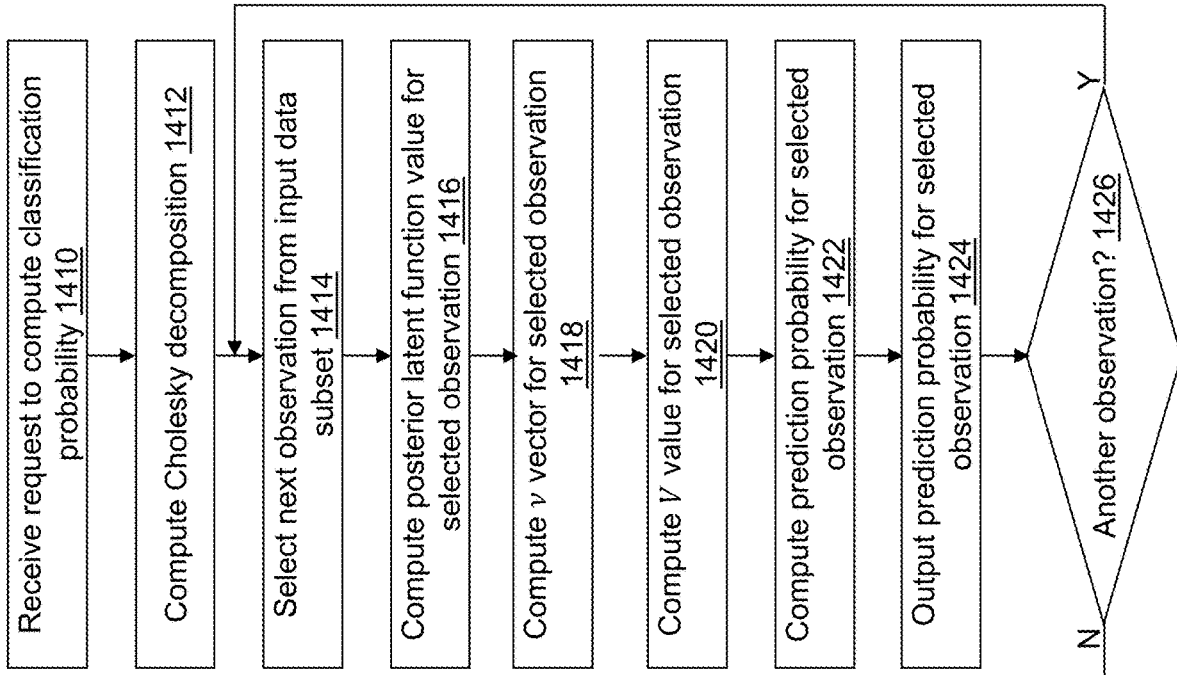 Receive request to compute classification
probability 1410
Compute Cholesky decomposition 1412
Select next observation from input data
subset 1414
Compute posterior latent function value for
selected observation 1416
Compute ν vector for selected observation
1418
Compute V value for selected observation
1420
Compute prediction probability for selected
observation 1422
Output prediction probability for selected
observation 1424
N
Another observation? 1426
Y